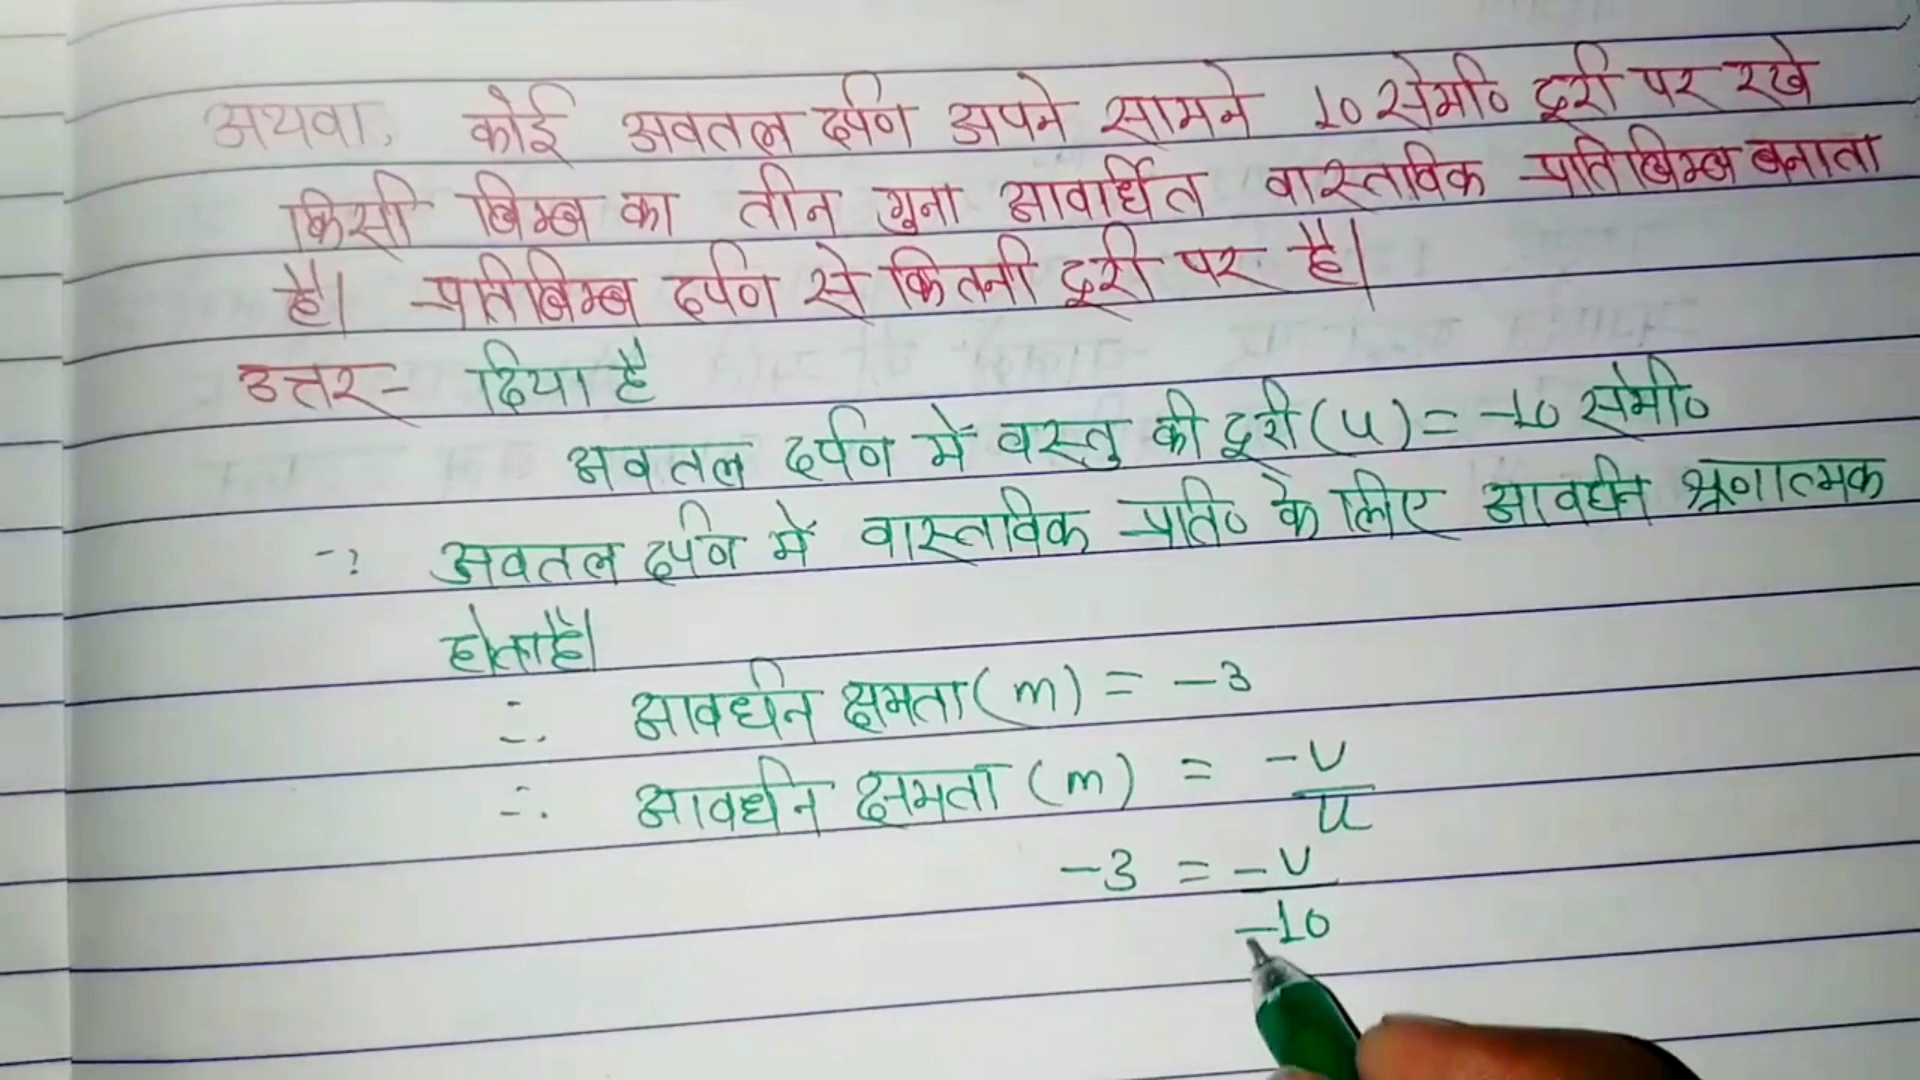 अथवा, कोई अवतल दर्पण अपने सामने 10 सेमी० दूरी पर रखे
किसी बिम्ब का तीन गुना आवर्धित वास्तविक प्रतिबिम्ब बनाता
है। प्रतिबिम्ब दर्पण से कितनी दूरी पर है।
उत्तर- दिया है
अवतल दर्पण में वस्तु की दूरी (u) = -10 सेमी०
∵ अवतल दर्पण में वास्तविक प्रति० के लिए आवर्धन श्रृणात्मक
होता है।
∴ आवर्धन क्षमता (m) = -3
∴ आवर्धन क्षमता (m) = -v
u
-3 = -v
-10